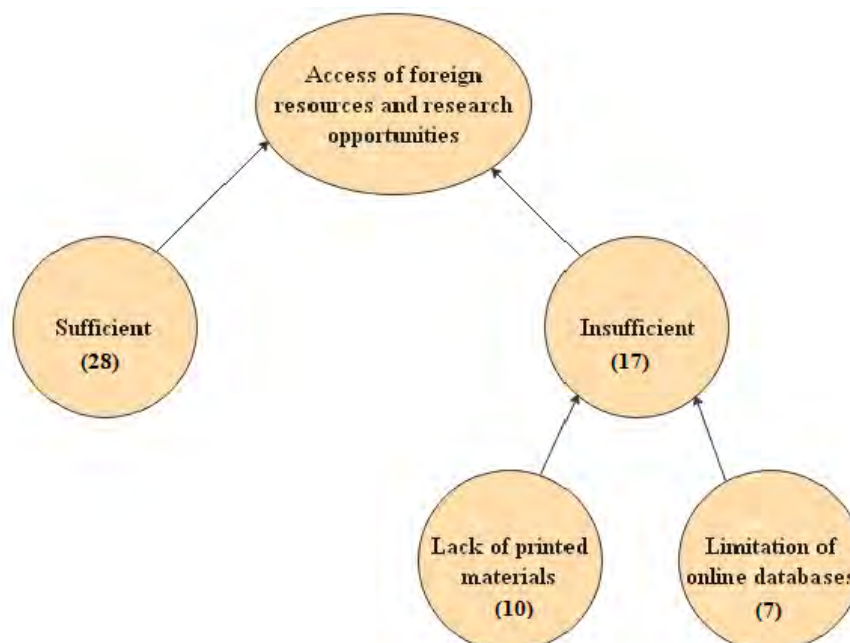 Access of foreign
resources and research
opportunities
Sufficient
(28)
Insufficient
(17)
Lack of printed
materials
(10)
Limitation of
online databases
(7)